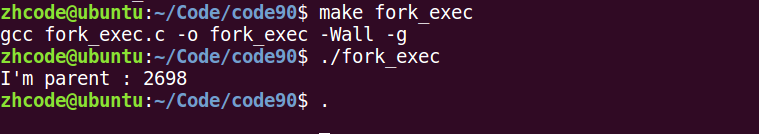 zhcode@ubuntu:~/Code/code90$ make fork_exec
gcc fork_exec.c -o fork_exec -Wall -g
zhcode@ubuntu:~/Code/code90$ ./fork_exec
I'm parent : 2698
zhcode@ubuntu:~/Code/code90$ .